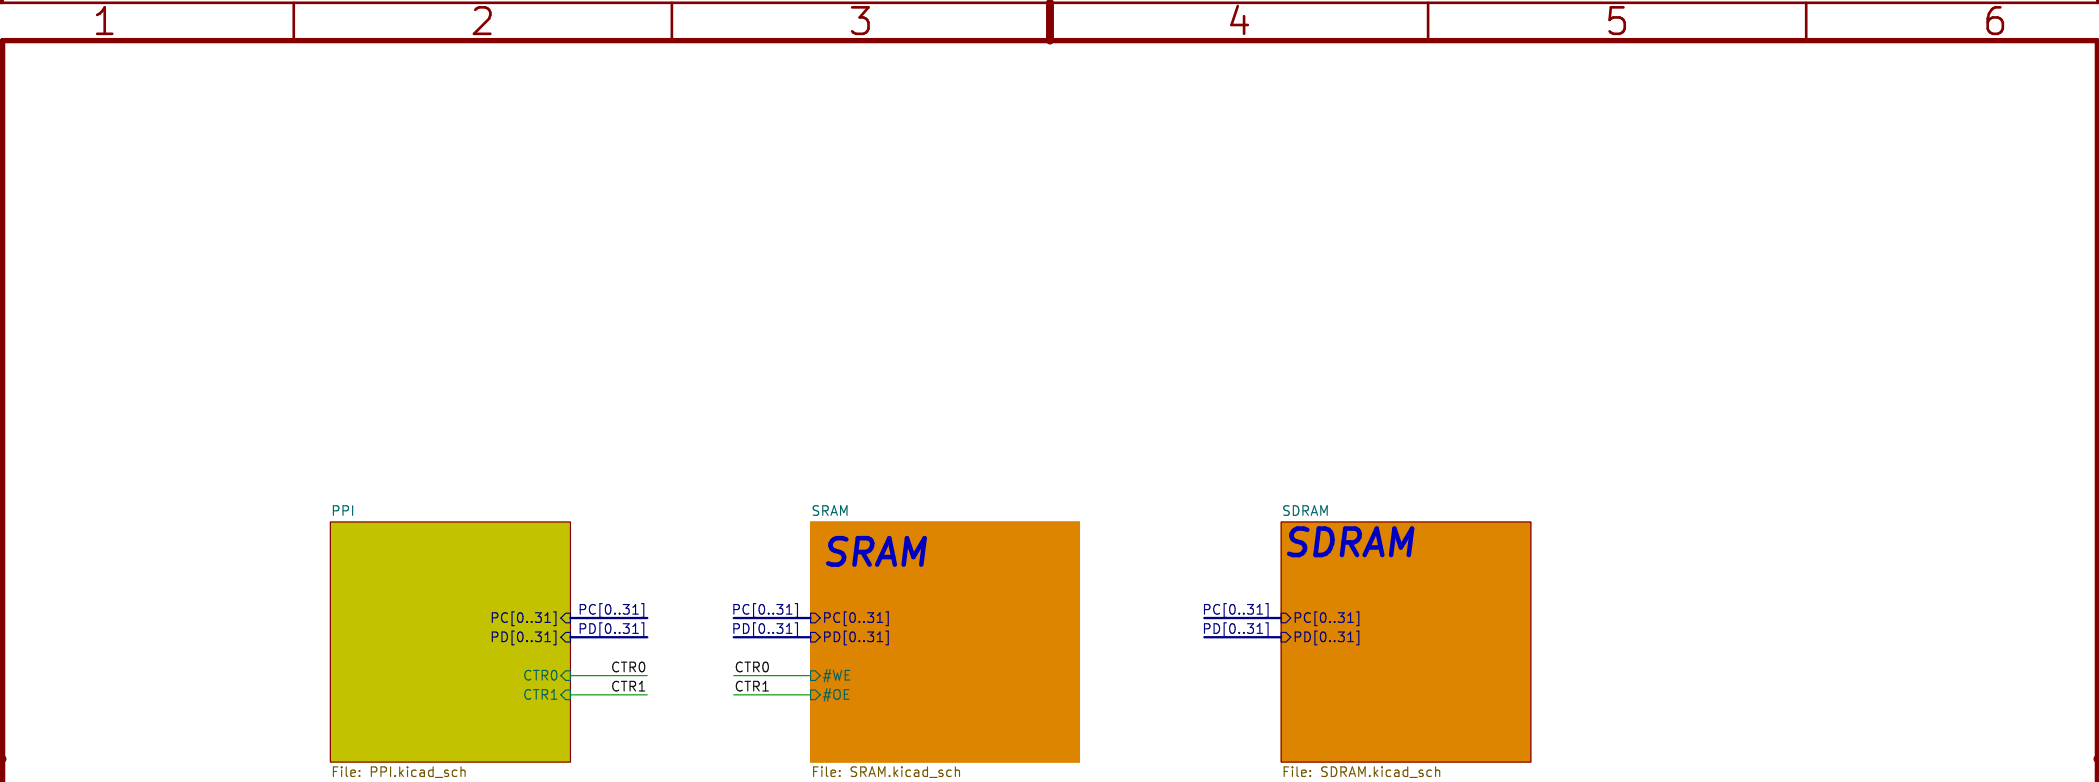 1 2 3 4 5 6
PPI
PC[0..31] PC[0..31]
PD[0..31] PD[0..31]
CTR0 CTR0
CTR1 CTR1
File: PPI.kicad_sch
SRAM
SRAM
PC[0..31] PC[0..31]
PD[0..31] PD[0..31]
CTR0 #WE
CTR1 #OE
File: SRAM.kicad_sch
SDRAM
SDRAM
PC[0..31] PC[0..31]
PD[0..31] PD[0..31]
File: SDRAM.kicad_sch